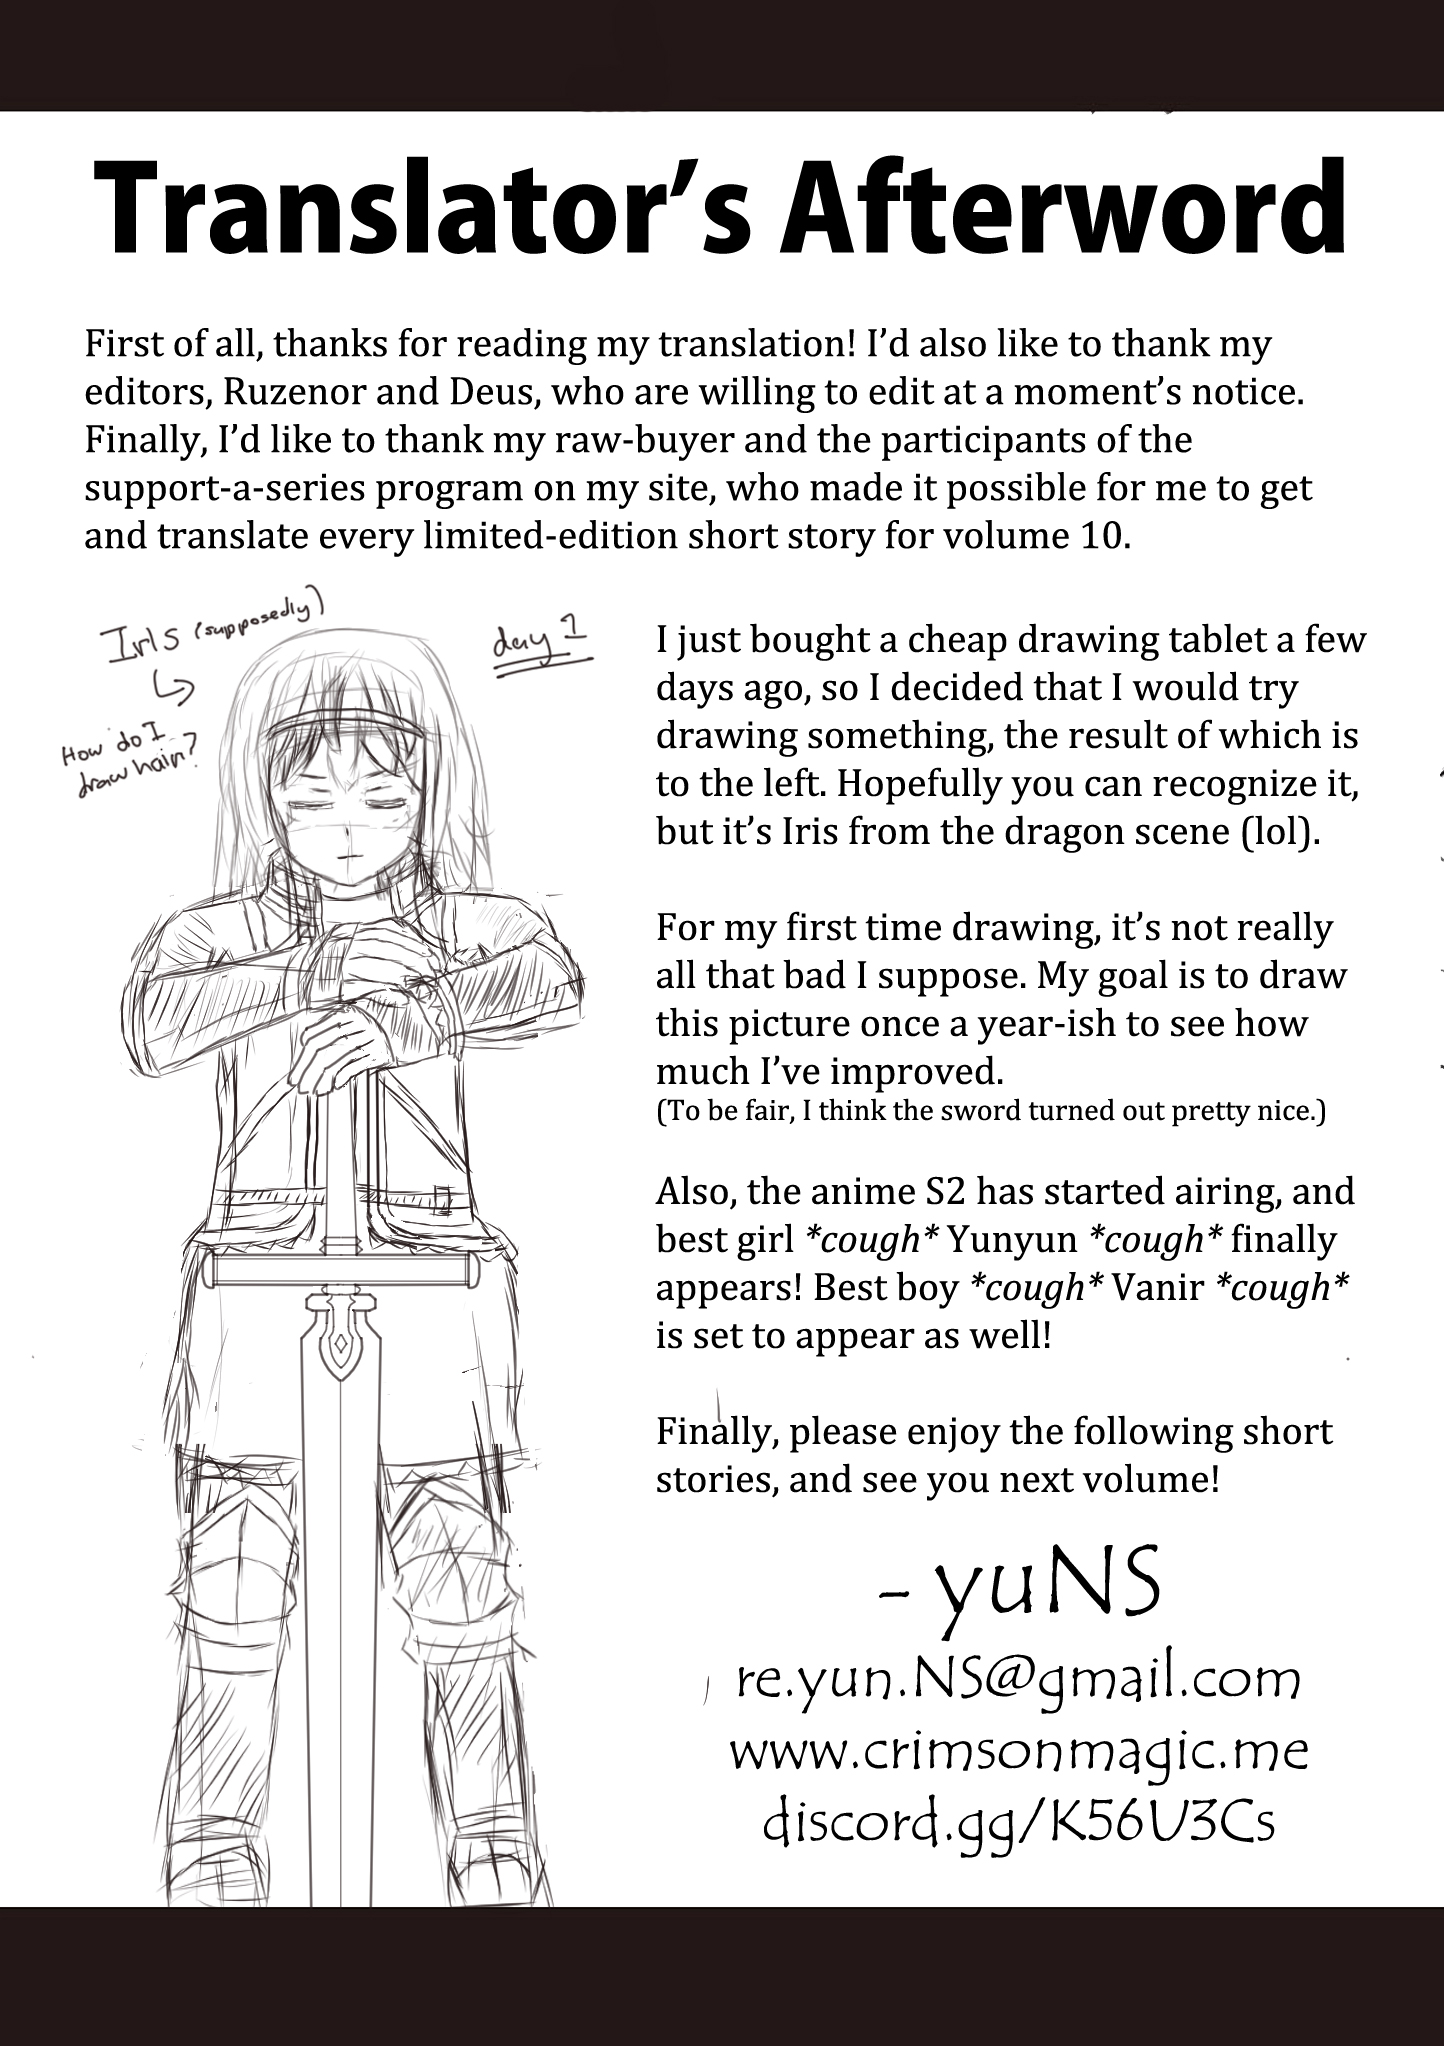 Translator’s Afterword
First of all, thanks for reading my translation! I’d also like to thank my
editors, Ruzenor and Deus, who are willing to edit at a moment’s notice.
Finally, I’d like to thank my raw-buyer and the participants of the
support-a-series program on my site, who made it possible for me to get
and translate every limited-edition short story for volume 10.
Iris (supposedly)
How do I
draw hair?
day 1
I just bought a cheap drawing tablet a few
days ago, so I decided that I would try
drawing something, the result of which is
to the left. Hopefully you can recognize it,
but it’s Iris from the dragon scene (lol).
For my first time drawing, it’s not really
all that bad I suppose. My goal is to draw
this picture once a year-ish to see how
much I’ve improved.
(To be fair, I think the sword turned out pretty nice.)
Also, the anime S2 has started airing, and
best girl *cough* Yunyun *cough* finally
appears! Best boy *cough* Vanir *cough*
is set to appear as well!
Finally, please enjoy the following short
stories, and see you next volume!
- yuNS
re.yun.NS@gmail.com
www.crimsonmagic.me
discord.gg/K56U3Cs